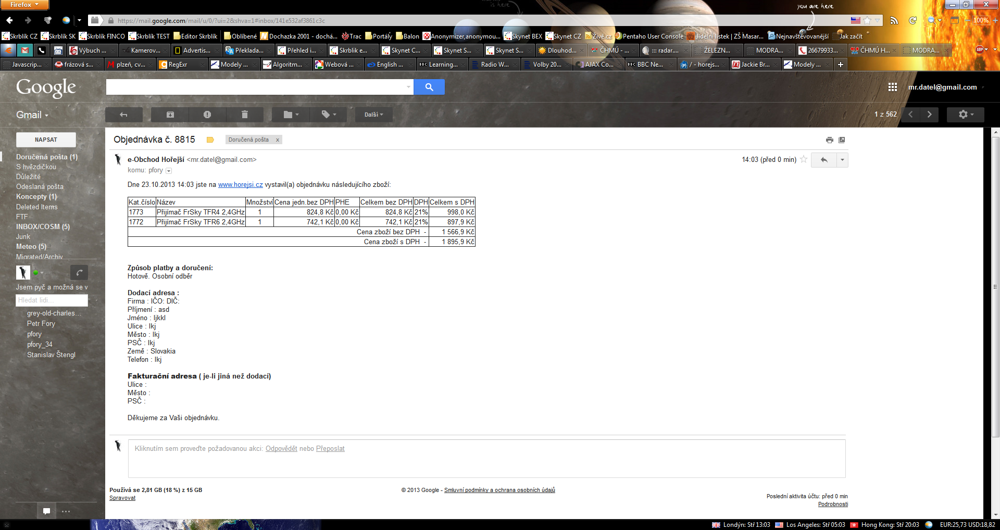 Firefox
is here
you are here
https://mail.google.com/mail/u/0/?ui=2&shva=1#inbox/141e532af3861c3c
100%
Skrblík CZ Skrblík SK Skrblík FINCO Skrblík TEST Editor Skrblík Oblíbené Dochazka 2001 - dochá... Trac Portály Balon Anonymizer,anonymou... Skynet BEX Skynet CZ Živě.cz Pentaho User Console Jídelní lístek | ZŠ Masar... Nejnavštěvovanější Jak začít
Výbuch ... Kamerov... Advertis... Překlada... Přehled i... Skrblik e... Skynet C... Skynet S... Skynet S... Dlouhod... ČHMÚ - ... ::: radar.... ŽELEZN... MODRA... 26679933... ČHMÚ H... MODRA... ABP
Javascrip... frázová s... plzeň, cv... RegExr Modely ... Algoritm... Webová ... English ... BBC Learning... Radio W... Volby 20... AJAX Co... BBC BBC Ne... / - horejs... Jackie Br... Modely ...
Google
mr.datel@gmail.com
Gmail
Další
1 z 562
NAPSAT
Doručená pošta (1)
S hvězdičkou
Důležité
Odeslaná pošta
Koncepty (1)
Deleted Items
FTF
INBOX/COSM (5)
Junk
Meteo (5)
Migrated/Archiv
Jsem pyč a možná se v
Hledat lidi...
grey-old-charles...
Petr Fory
pfory
pfory_34
Stanislav Štengl
Objednávka č. 8815 Doručená pošta x
e-Obchod Hořejší <mr.datel@gmail.com>
14:03 (před 0 min)
komu: pfory
Dne 23.10.2013 14:03 jste na www.horejsi.cz vystavil(a) objednávku následujícího zboží:
Kat.číslo Název Množství Cena jedn.bez DPH PHE Celkem bez DPH DPH Celkem s DPH
1773 Přijímač FrSky TFR4 2,4GHz 1 824,8 Kč 0,00 Kč 824,8 Kč 21% 998,0 Kč
1772 Přijímač FrSky TFR6 2,4GHz 1 742,1 Kč 0,00 Kč 742,1 Kč 21% 897,9 Kč
Cena zboží bez DPH - 1 566,9 Kč
Cena zboží s DPH - 1 895,9 Kč
Způsob platby a doručení:
Hotově. Osobní odběr
Dodací adresa :
Firma : IČO: DIČ:
Příjmení : asd
Jméno : ljkkl
Ulice : lkj
Město : lkj
PSČ : lkj
Země : Slovakia
Telefon : lkj
Fakturační adresa ( je-li jiná než dodací)
Ulice :
Město :
PSČ :
Děkujeme za Vaši objednávku.
Kliknutím sem proveďte požadovanou akci: Odpovědět nebo Přeposlat
Používá se 2,81 GB (18 %) z 15 GB
Spravovat
© 2013 Google - Smluvní podmínky a ochrana osobních údajů
Poslední aktivita účtu: před 0 min
Podrobnosti
Londýn: Stř 13:03 Los Angeles: Stř 05:03 Hong Kong: Stř 20:03 EUR:25,73 USD:18,82